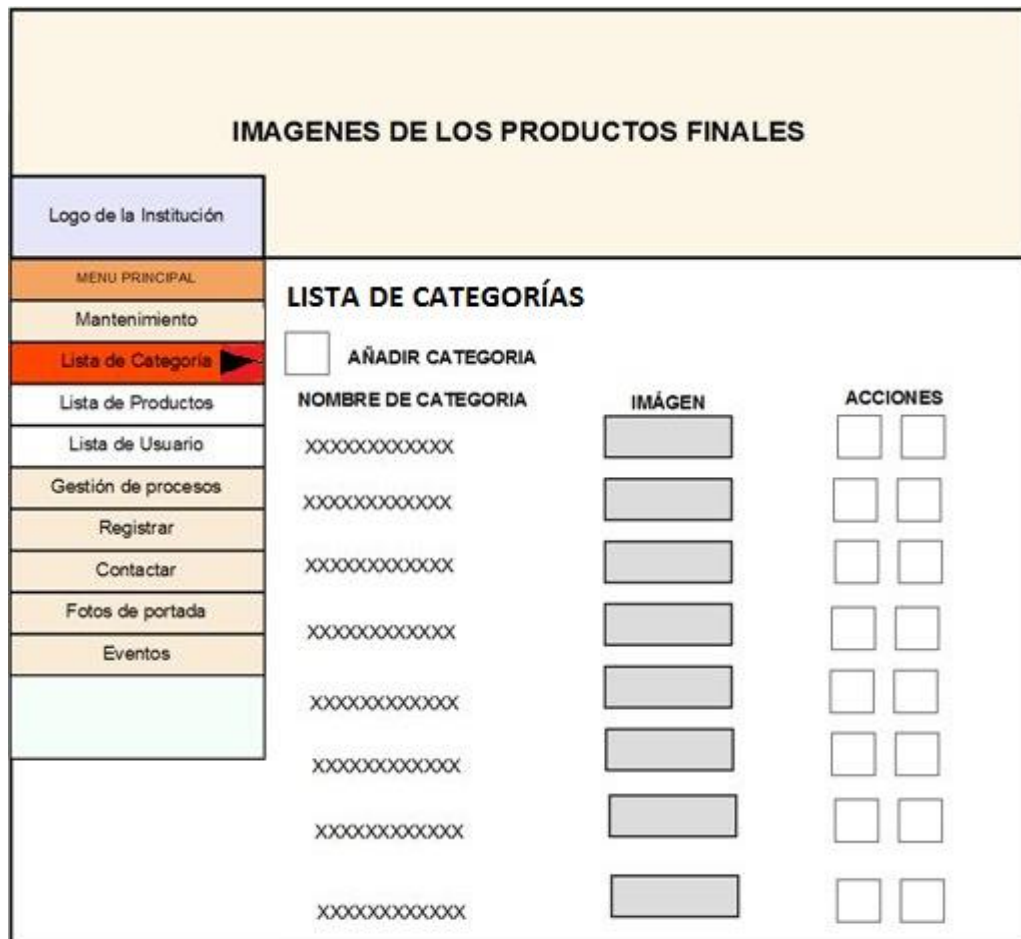 IMAGENES DE LOS PRODUCTOS FINALES
Logo de la Institución
MENU PRINCIPAL
Mantenimiento
Lista de Categoría
Lista de Productos
Lista de Usuario
Gestión de procesos
Registrar
Contactar
Fotos de portada
Eventos
LISTA DE CATEGORÍAS
AÑADIR CATEGORIA
NOMBRE DE CATEGORIA IMÁGEN ACCIONES
XXXXXXXXXXXX
XXXXXXXXXXXX
XXXXXXXXXXXX
XXXXXXXXXXXX
XXXXXXXXXXXX
XXXXXXXXXXXX
XXXXXXXXXXXX
XXXXXXXXXXXX